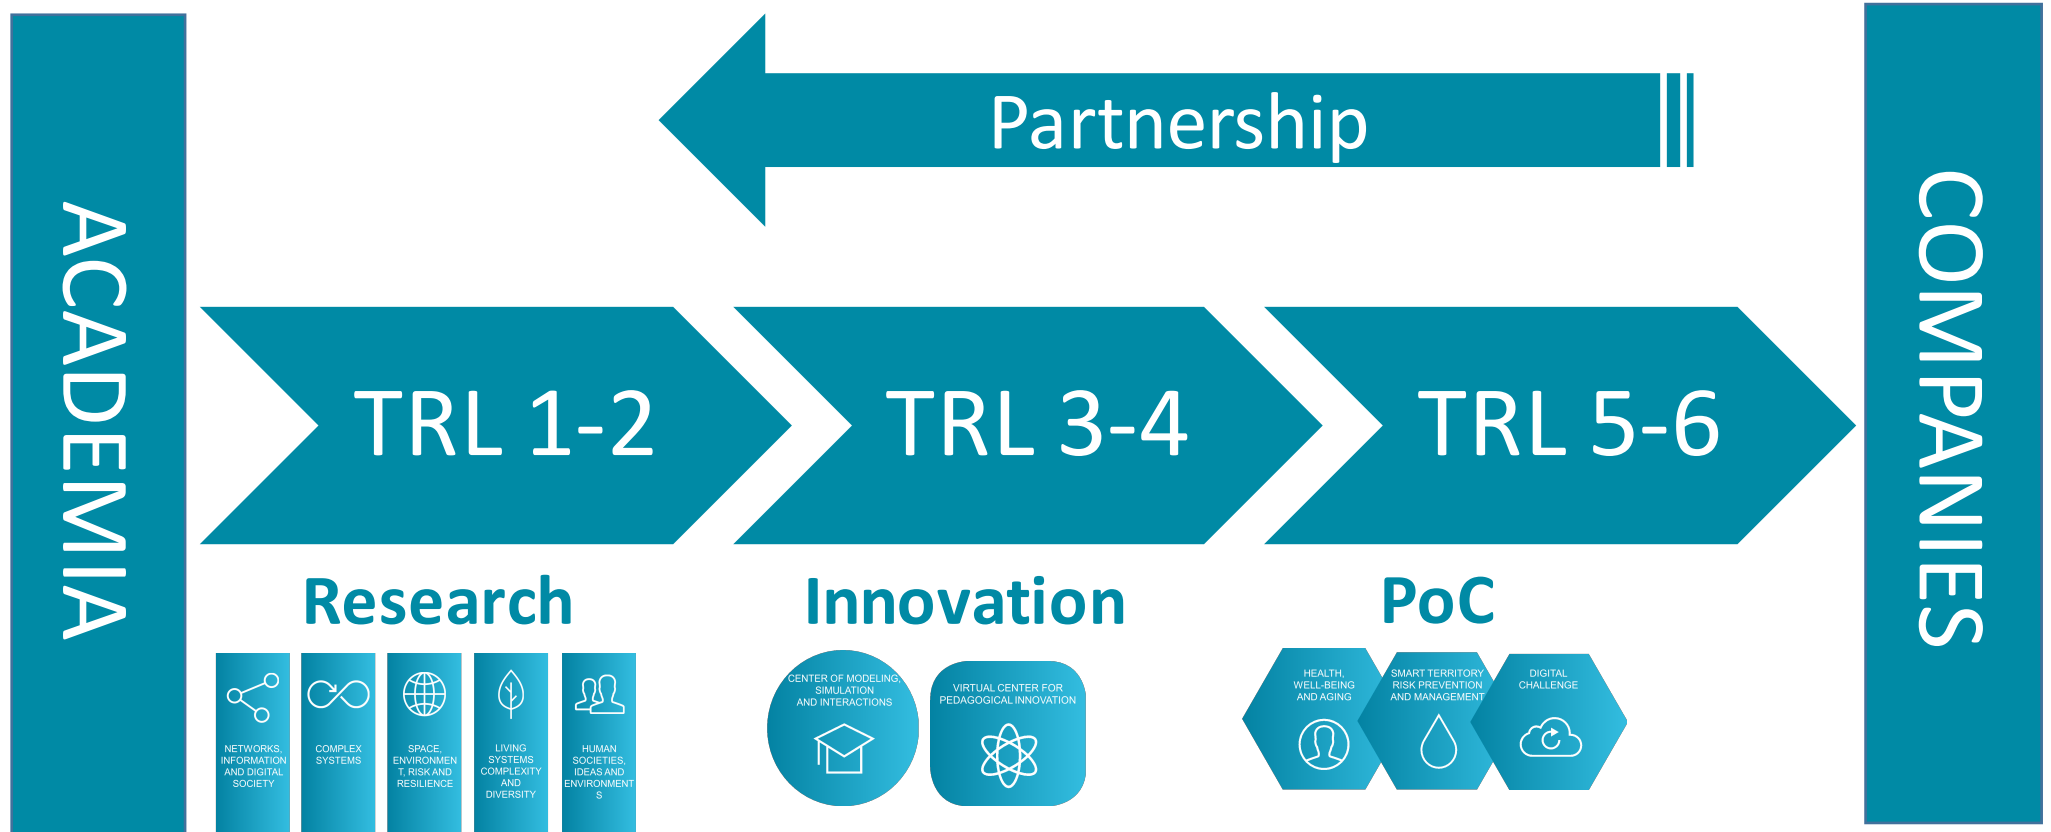 ACADEMIA
Partnership
COMPANIES
TRL 1-2
TRL 3-4
TRL 5-6
Research
NETWORKS,
INFORMATION
AND DIGITAL
SOCIETY
COMPLEX
SYSTEMS
SPACE,
ENVIRONMEN
T, RISK AND
RESILIENCE
LIVING
SYSTEMS
COMPLEXITY
AND
DIVERSITY
HUMAN
SOCIETIES,
IDEAS AND
ENVIRONMENT
S
Innovation
CENTER OF MODELING,
SIMULATION
AND INTERACTIONS
VIRTUAL CENTER FOR
PEDAGOGICAL INNOVATION
PoC
HEALTH,
WELL-BEING
AND AGING
SMART TERRITORY
RISK PREVENTION
AND MANAGEMENT
DIGITAL
CHALLENGE